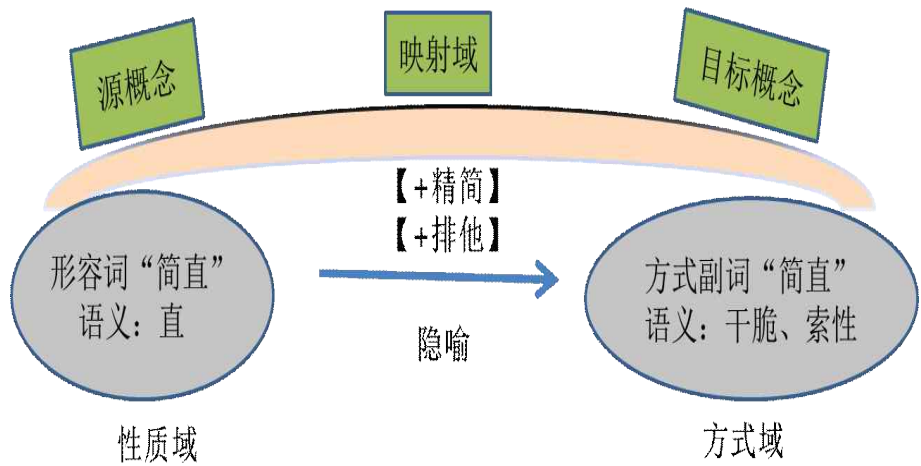 源概念
映射域
目标概念
【+精简】
【+排他】
形容词“简直”
语义：直
隐喻
方式副词“简直”
语义：干脆、索性
性质域
方式域